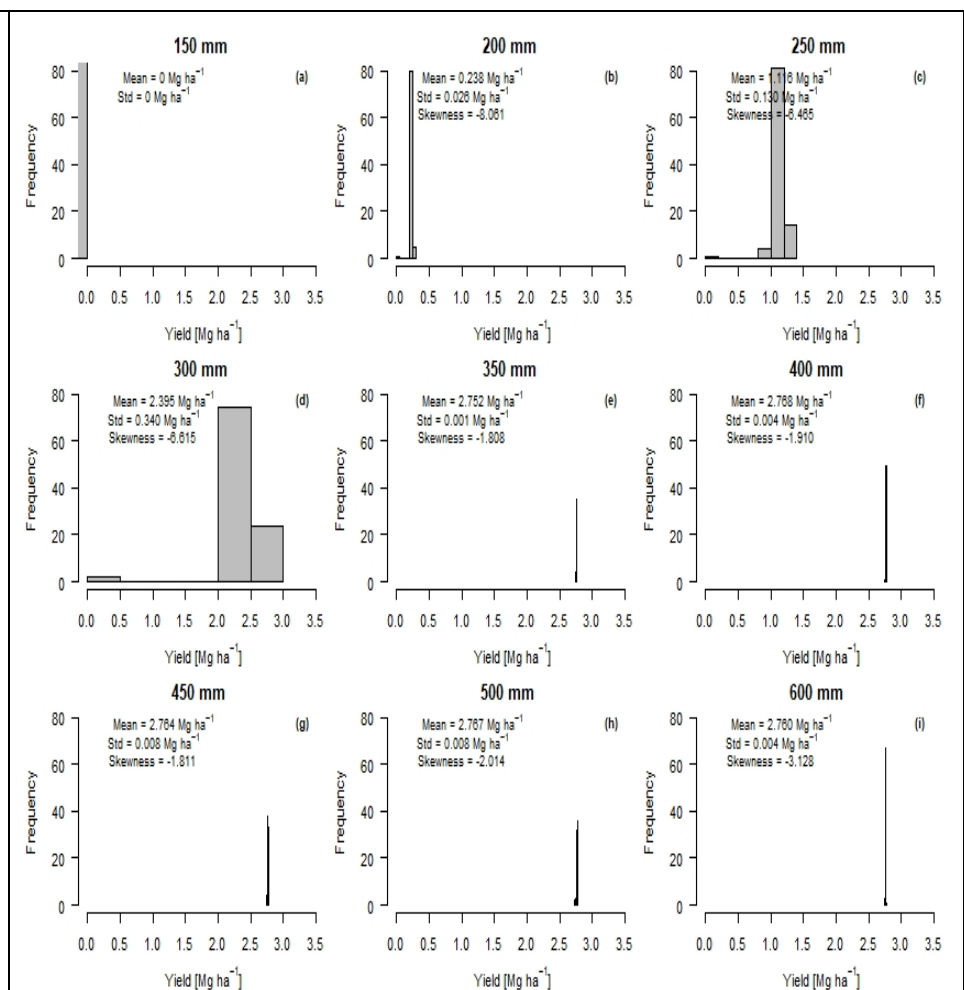 150 mm
Mean = 0 Mg ha⁻¹
Std = 0 Mg ha⁻¹
(a)
Frequency
80
60
40
20
0
0.0 0.5 1.0 1.5 2.0 2.5 3.0 3.5
Yield [Mg ha⁻¹]
200 mm
Mean = 0.238 Mg ha⁻¹
Std = 0.026 Mg ha⁻¹
Skewness = -8.061
(b)
Frequency
80
60
40
20
0
0.0 0.5 1.0 1.5 2.0 2.5 3.0 3.5
Yield [Mg ha⁻¹]
250 mm
Mean = 1.116 Mg ha⁻¹
Std = 0.130 Mg ha⁻¹
Skewness = -6.465
(c)
Frequency
80
60
40
20
0
0.0 0.5 1.0 1.5 2.0 2.5 3.0 3.5
Yield [Mg ha⁻¹]
300 mm
Mean = 2.395 Mg ha⁻¹
Std = 0.340 Mg ha⁻¹
Skewness = -6.615
(d)
Frequency
80
60
40
20
0
0.0 0.5 1.0 1.5 2.0 2.5 3.0 3.5
Yield [Mg ha⁻¹]
350 mm
Mean = 2.752 Mg ha⁻¹
Std = 0.001 Mg ha⁻¹
Skewness = -1.808
(e)
Frequency
80
60
40
20
0
0.0 0.5 1.0 1.5 2.0 2.5 3.0 3.5
Yield [Mg ha⁻¹]
400 mm
Mean = 2.768 Mg ha⁻¹
Std = 0.004 Mg ha⁻¹
Skewness = -1.910
(f)
Frequency
80
60
40
20
0
0.0 0.5 1.0 1.5 2.0 2.5 3.0 3.5
Yield [Mg ha⁻¹]
450 mm
Mean = 2.764 Mg ha⁻¹
Std = 0.008 Mg ha⁻¹
Skewness = -1.811
(g)
Frequency
80
60
40
20
0
0.0 0.5 1.0 1.5 2.0 2.5 3.0 3.5
Yield [Mg ha⁻¹]
500 mm
Mean = 2.767 Mg ha⁻¹
Std = 0.008 Mg ha⁻¹
Skewness = -2.014
(h)
Frequency
80
60
40
20
0
0.0 0.5 1.0 1.5 2.0 2.5 3.0 3.5
Yield [Mg ha⁻¹]
600 mm
Mean = 2.760 Mg ha⁻¹
Std = 0.004 Mg ha⁻¹
Skewness = -3.128
(i)
Frequency
80
60
40
20
0
0.0 0.5 1.0 1.5 2.0 2.5 3.0 3.5
Yield [Mg ha⁻¹]